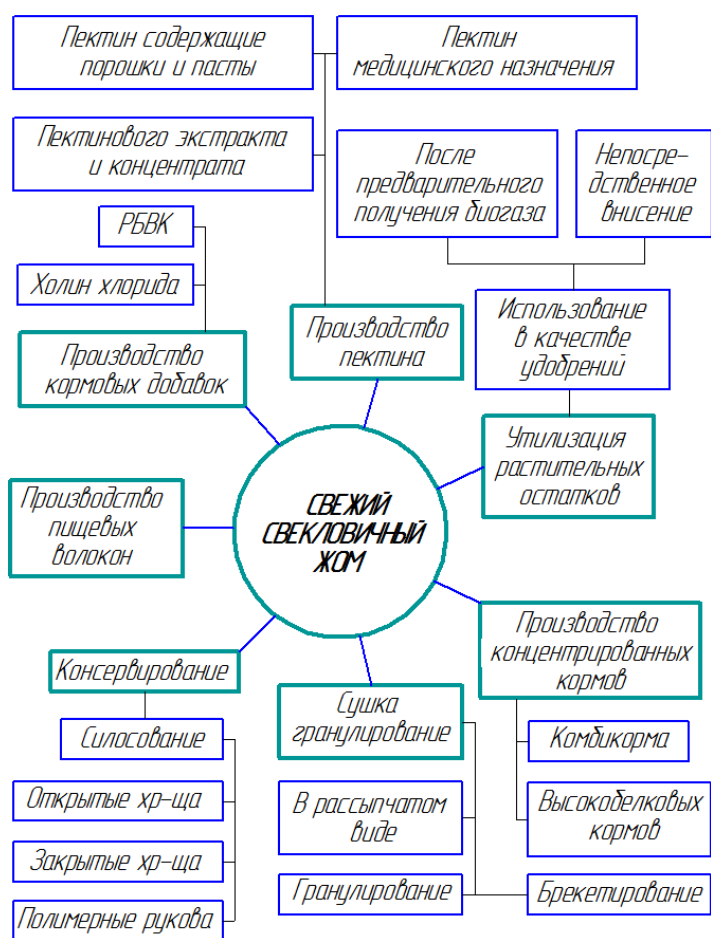 Пектин содержащие
порошки и пасты
Пектин
медицинского назначения
Пектинового экстракта
и концентрата
После
предварительного
получения биогаза
Непосре-
дственное
внисение
РБВК
Холин хлорида
Производство
кормовых добавок
Производство
пектина
Использование
в качестве
удобрений
Утилизация
растительных
остатков
Производство
пищевых
волокон
СВЕЖИЙ
СВЕКЛОВИЧНЫЙ
ЖОМ
Производство
концентрированных
кормов
Консервирование
Сушка
гранулирование
Силосование
Комбикорма
Открытые хр-ща
В рассыпчатом
виде
Высокобелковых
кормов
Закрытые хр-ща
Гранулирование
Брекетирование
Полимерные рукова